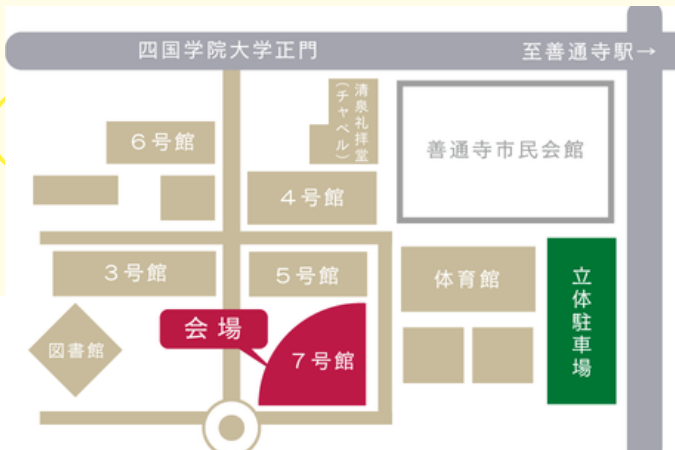 四国学院大学正門
至善通寺駅→
清泉礼拝堂
(チャペル)
6号館
善通寺市民会館
4号館
3号館
5号館
体育館
立体駐車場
会場
図書館
7号館